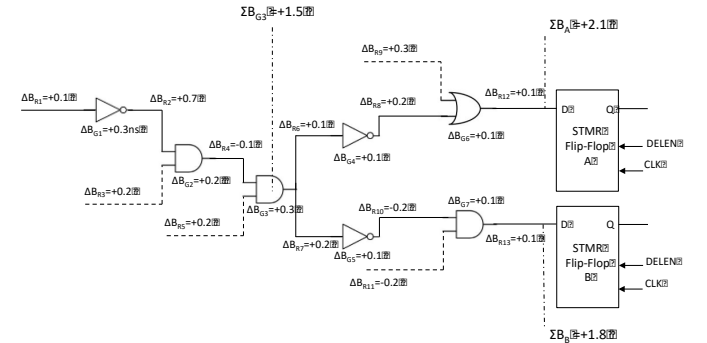 ΣB_G3 =+1.5
ΣB_A =+2.1
ΔB_R9=+0.3
ΔB_R1=+0.1
ΔB_R2=+0.7
ΔB_R8=+0.2
ΔB_R12=+0.1
ΔB_G1=+0.3ns
ΔB_R4=-0.1
ΔB_R6=+0.1
ΔB_G6=+0.1
D
Q
STMR
Flip-Flop
A
DELEN
CLK
ΔB_R3=+0.2
ΔB_G2=+0.2
ΔB_G4=+0.1
ΔB_R5=+0.2
ΔB_G3=+0.3
ΔB_R10=-0.2
ΔB_G7=+0.1
ΔB_R7=+0.2
ΔB_G5=+0.1
ΔB_R13=+0.1
ΔB_R11=-0.2
D
Q
STMR
Flip-Flop
B
DELEN
CLK
ΣB_B =+1.8